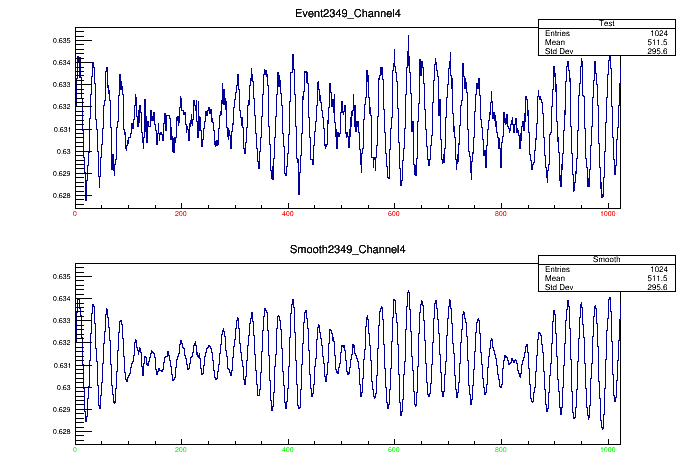 Event2349_Channel4
Test
Entries 1024
Mean 511.5
Std Dev 295.6
0.635
0.634
0.633
0.632
0.631
0.63
0.629
0.628
0 200 400 600 800 1000
Smooth2349_Channel4
Smooth
Entries 1024
Mean 511.5
Std Dev 295.6
0.635
0.634
0.633
0.632
0.631
0.63
0.629
0.628
0 200 400 600 800 1000